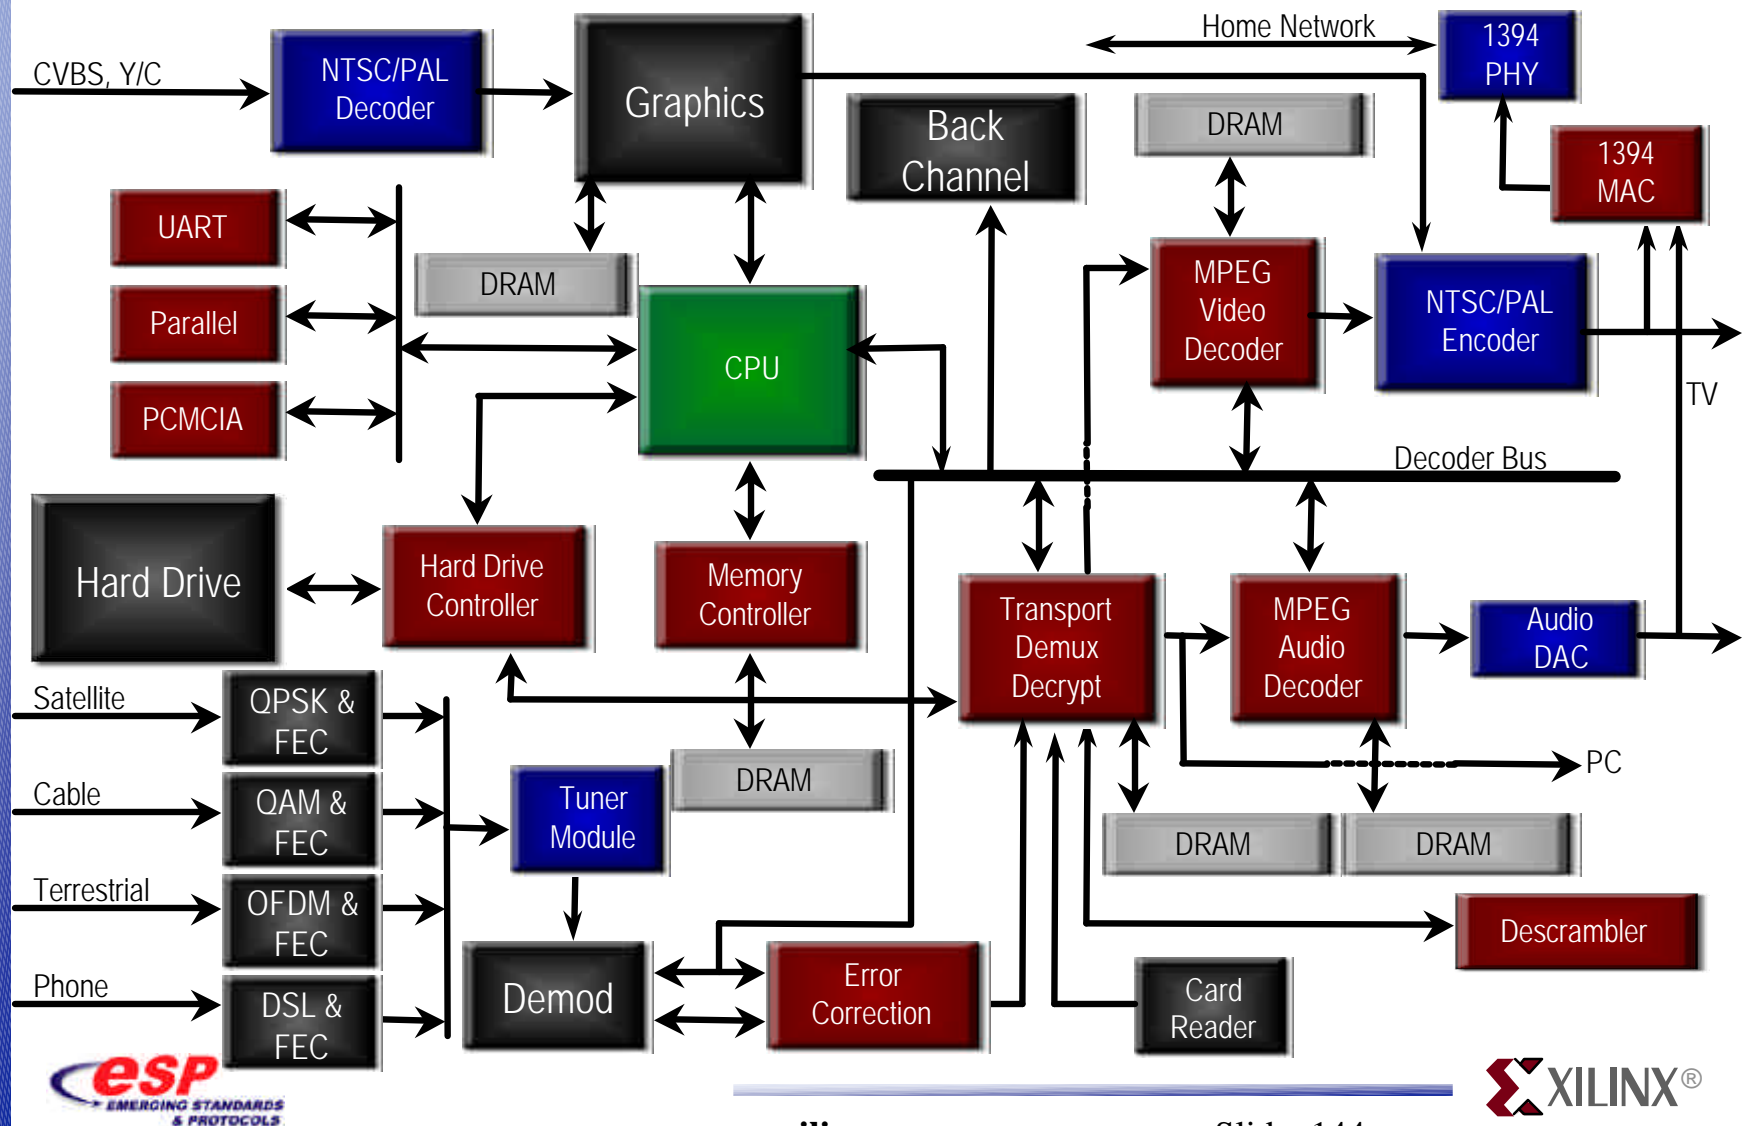 Home Network
1394
PHY
CVBS, Y/C
NTSC/PAL
Decoder
Graphics
Back
Channel
DRAM
1394
MAC
UART
DRAM
MPEG
Video
Decoder
NTSC/PAL
Encoder
Parallel
CPU
PCMCIA
TV
Decoder Bus
Hard Drive
Hard Drive
Controller
Memory
Controller
Transport
Demux
Decrypt
MPEG
Audio
Decoder
Audio
DAC
Satellite
QPSK &
FEC
PC
Cable
QAM &
FEC
Tuner
Module
DRAM
DRAM
DRAM
Terrestrial
OFDM &
FEC
Descrambler
Phone
DSL &
FEC
Demod
Error
Correction
Card
Reader
esp
EMERGING STANDARDS
& PROTOCOLS
XILINX®
Slide 144